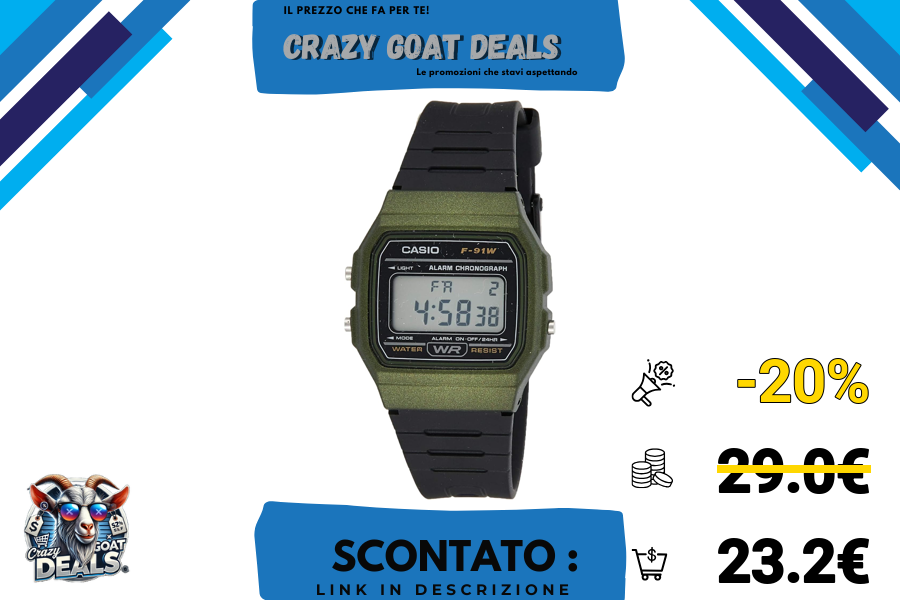 IL PREZZO CHE FA PER TE!
CRAZY GOAT DEALS
Le promozioni che stavi aspettando
CASIO F-91W
LIGHT ALARM CHRONOGRAPH
FR 2
4:58 38
MODE ALARM ON·OFF/24HR
WATER WR RESIST
-20%
29.0€
23.2€
$
57%
Crazy GOAT
DEALS
SCONTATO :
LINK IN DESCRIZIONE